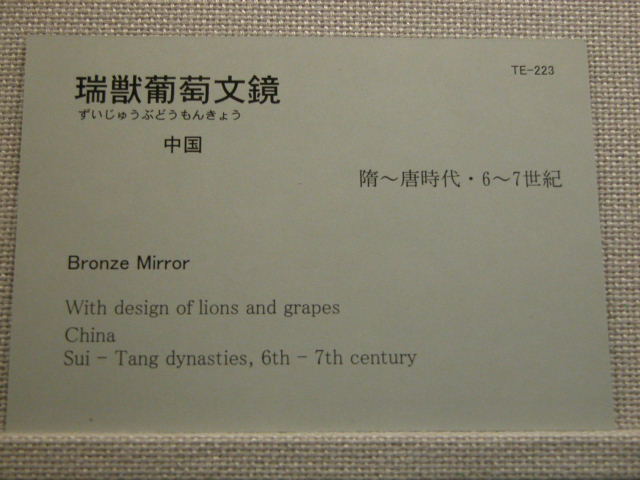 TE-223
瑞獣葡萄文鏡
ずいじゅうぶどうもんきょう
中国
隋～唐時代・6～7世紀
Bronze Mirror
With design of lions and grapes
China
Sui - Tang dynasties, 6th - 7th century